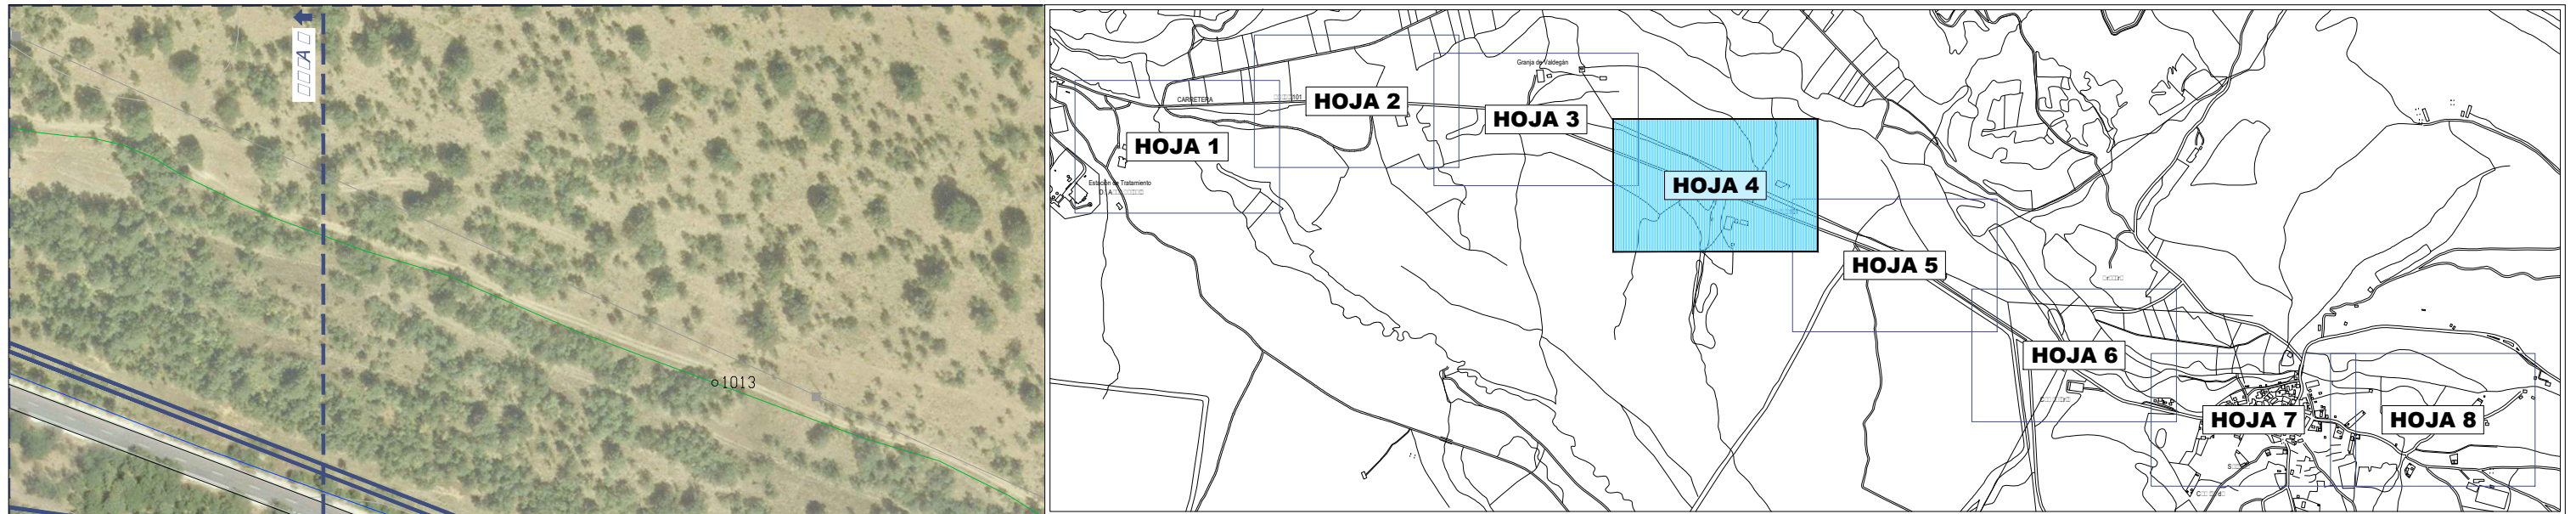 1013
Granja de Valdegán
CARRETERA
101
Estación de Tratamiento
HOJA 1
HOJA 2
HOJA 3
HOJA 4
HOJA 5
HOJA 6
HOJA 7
HOJA 8